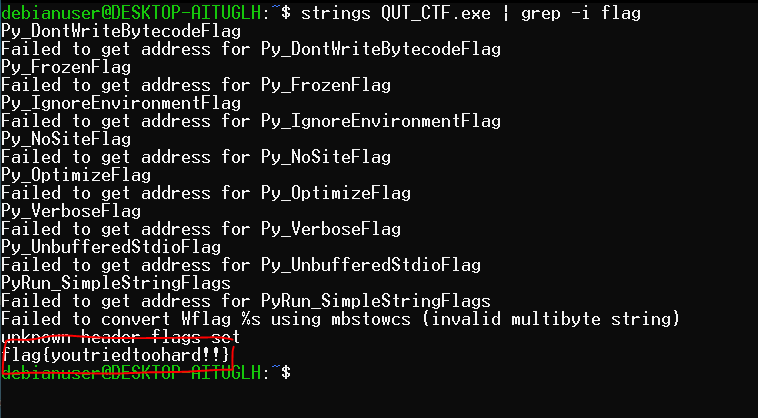 debianuser@DESKTOP-AITUGLH:~$ strings QUT_CTF.exe | grep -i flag
Py_DontWriteBytecodeFlag
Failed to get address for Py_DontWriteBytecodeFlag
Py_FrozenFlag
Failed to get address for Py_FrozenFlag
Py_IgnoreEnvironmentFlag
Failed to get address for Py_IgnoreEnvironmentFlag
Py_NoSiteFlag
Failed to get address for Py_NoSiteFlag
Py_OptimizeFlag
Failed to get address for Py_OptimizeFlag
Py_VerboseFlag
Failed to get address for Py_VerboseFlag
Py_UnbufferedStdioFlag
Failed to get address for Py_UnbufferedStdioFlag
PyRun_SimpleStringFlags
Failed to get address for PyRun_SimpleStringFlags
Failed to convert Wflag %s using mbstowcs (invalid multibyte string)
unknown header flags set
flag{youtriedtoohard!!}
debianuser@DESKTOP-AITUGLH:~$